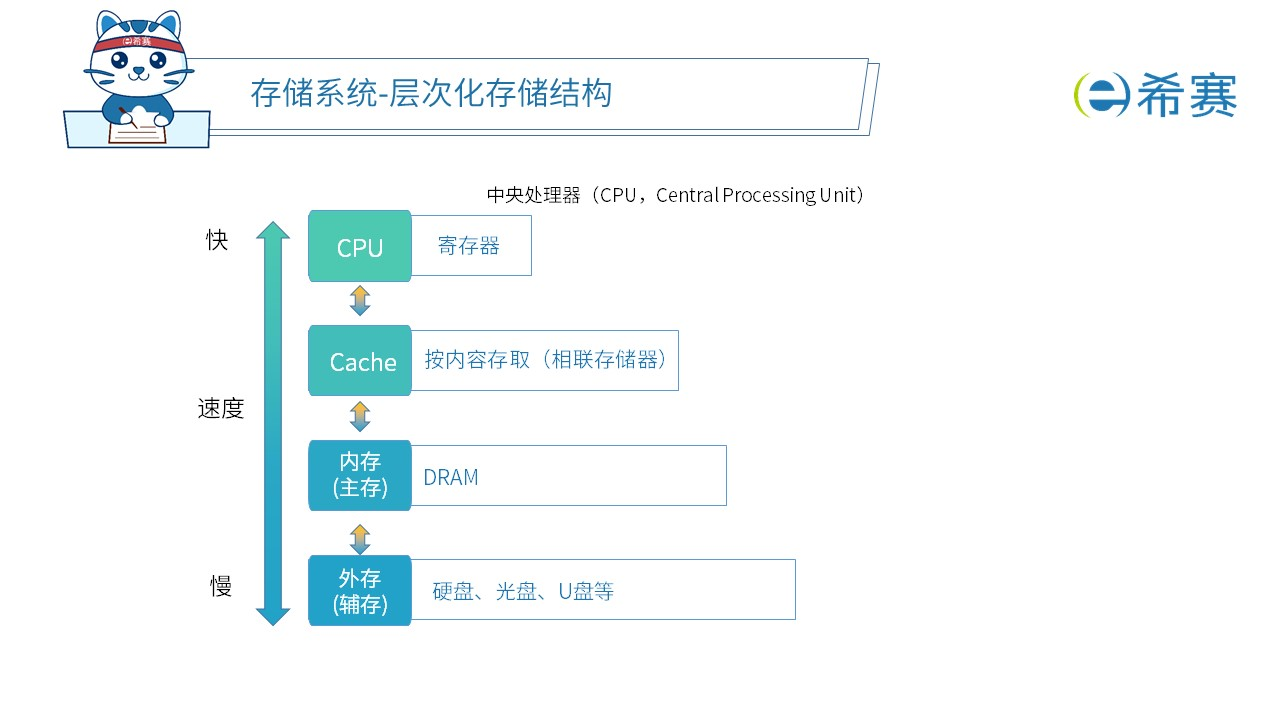 希赛
存储系统-层次化存储结构
希赛
中央处理器（CPU，Central Processing Unit）
快
CPU
寄存器
Cache
按内容存取（相联存储器）
速度
内存
(主存)
DRAM
慢
外存
(辅存)
硬盘、光盘、U盘等